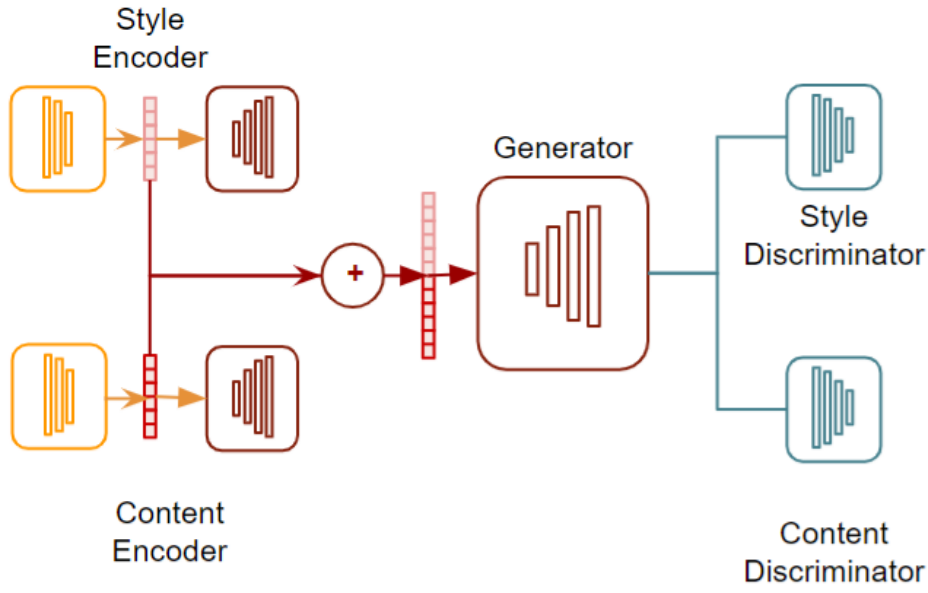 Style
Encoder
Generator
+
Style
Discriminator
Content
Encoder
Content
Discriminator